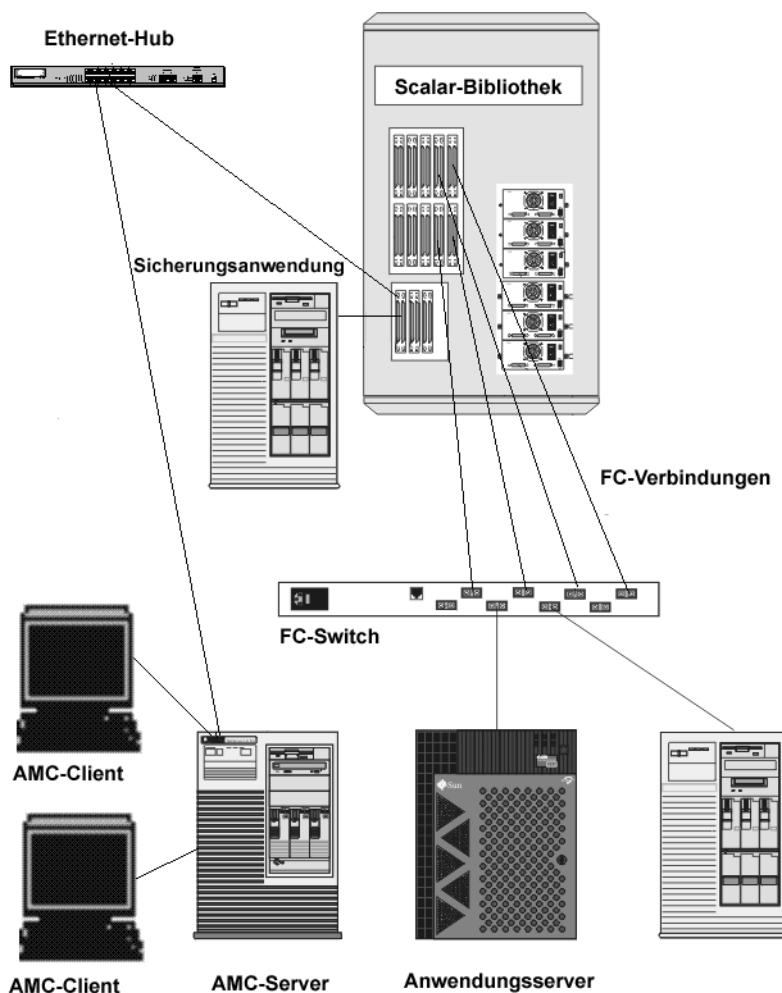 Ethernet-Hub
Scalar-Bibliothek
Sicherungsanwendung
FC-Verbindungen
FC-Switch
AMC-Client
Sun
AMC-Client
AMC-Server
Anwendungsserver